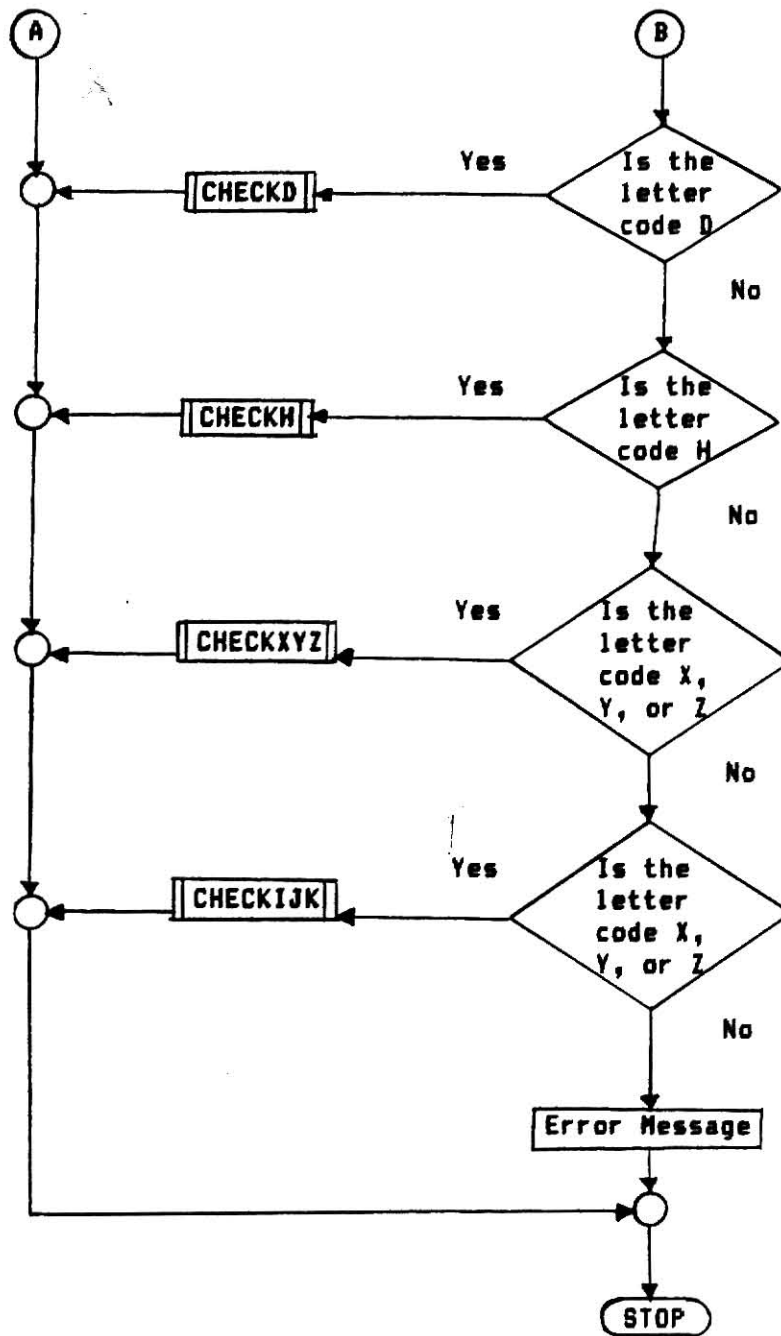 A
B
Yes
Is the
letter
code D
CHECKD
No
Yes
Is the
letter
code H
CHECKH
No
Yes
Is the
letter
code X,
Y, or Z
CHECKXYZ
No
Yes
Is the
letter
code X,
Y, or Z
CHECKIJK
No
Error Message
STOP